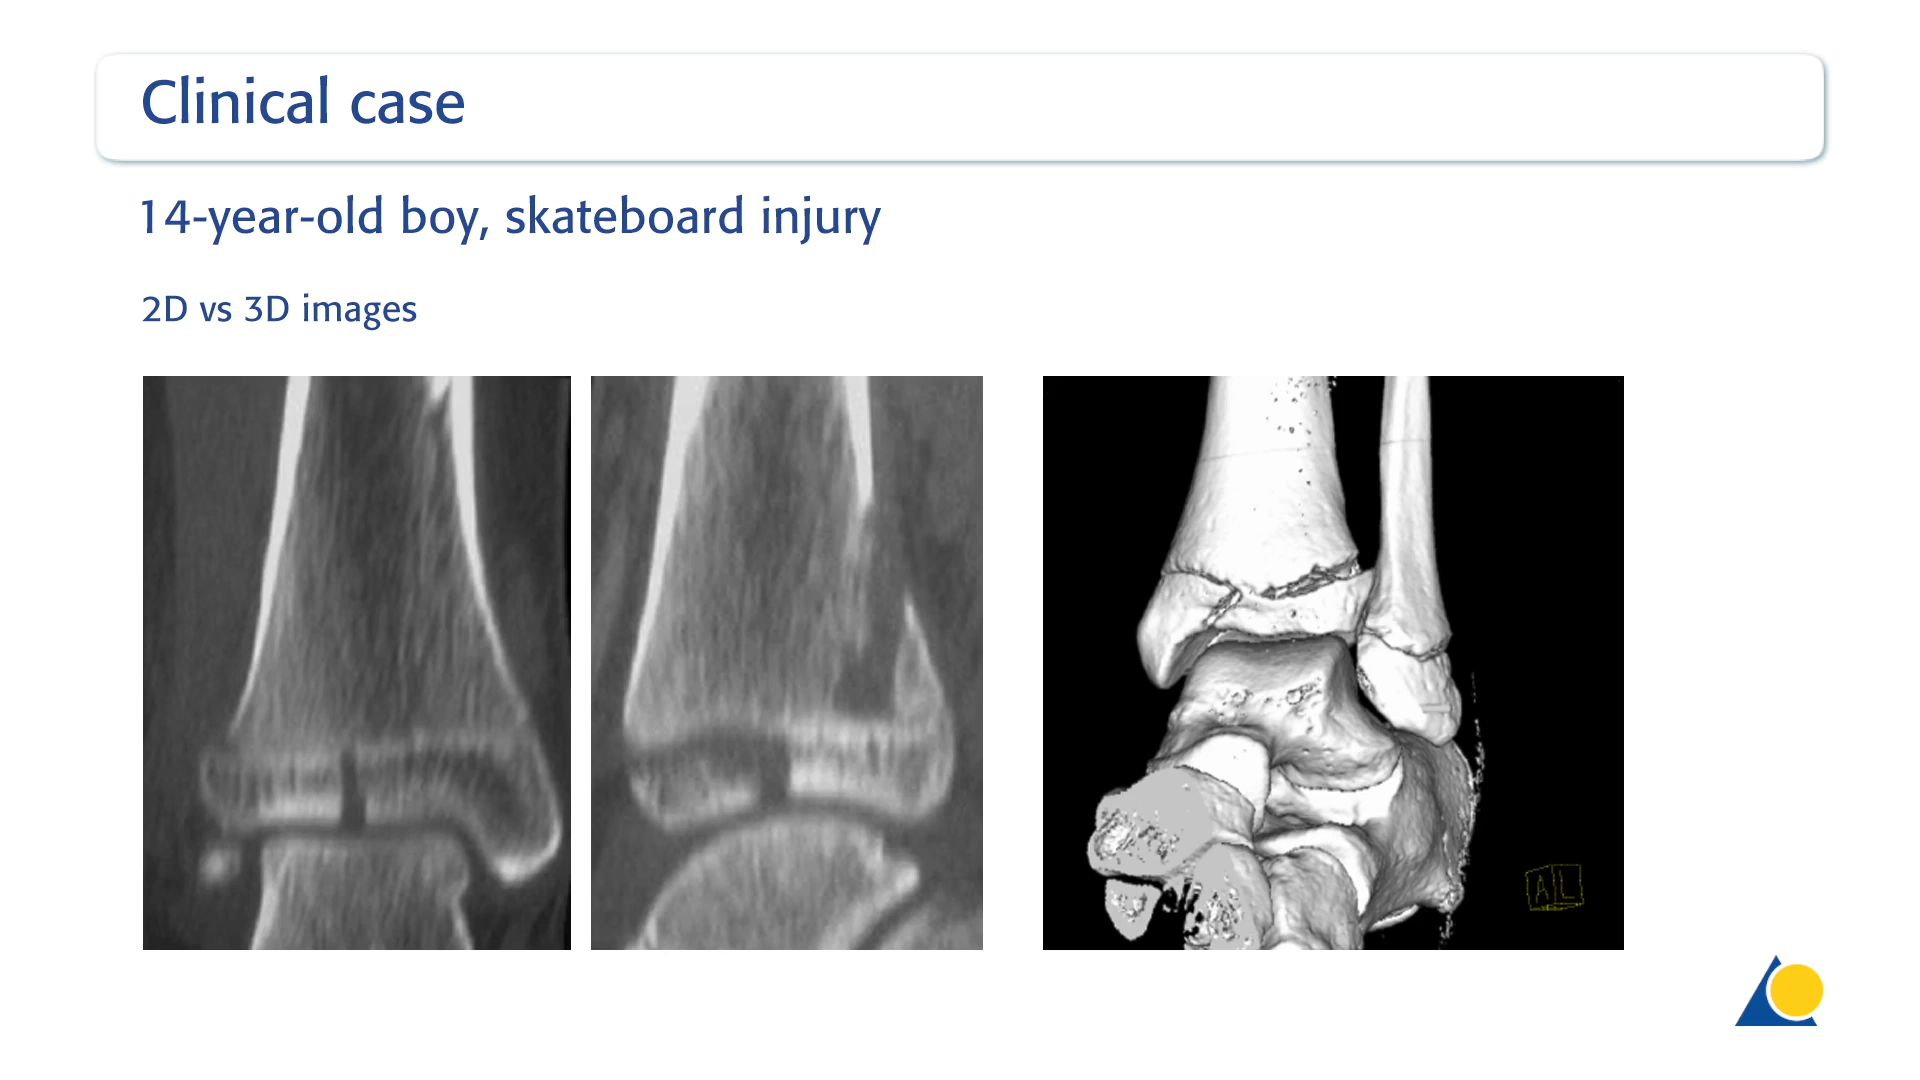 Clinical case
14-year-old boy, skateboard injury
2D vs 3D images
AL